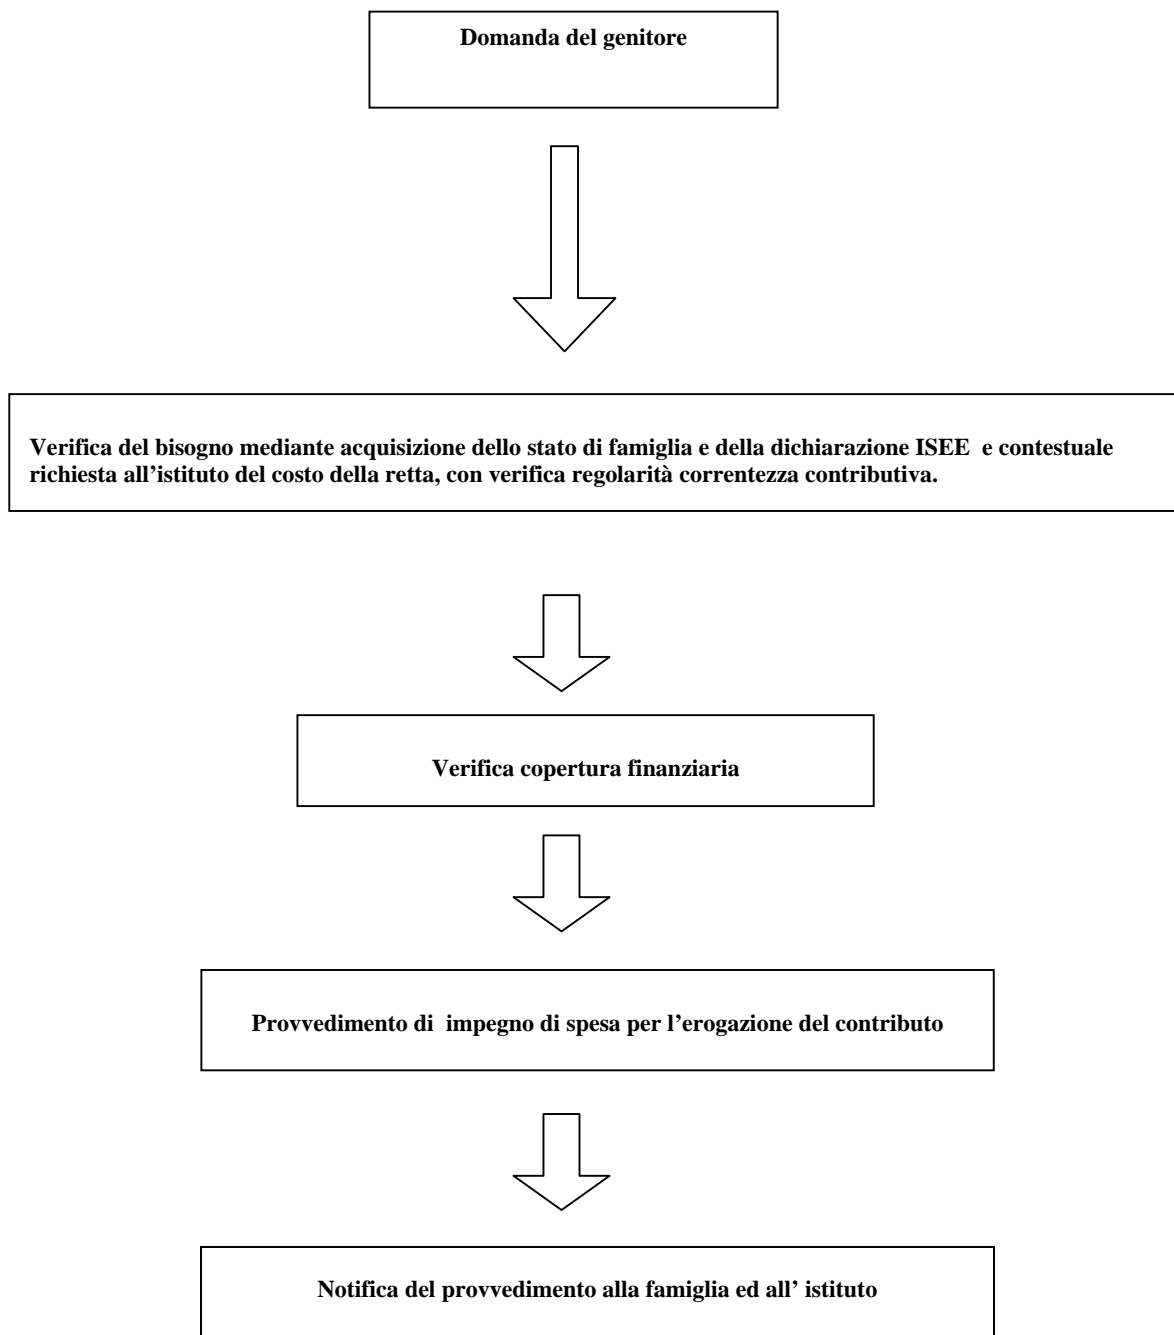 Domanda del genitore
Verifica del bisogno mediante acquisizione dello stato di famiglia e della dichiarazione ISEE  e contestuale
richiesta all’istituto del costo della retta, con verifica regolarità correntezza contributiva.
Verifica copertura finanziaria
Provvedimento di  impegno di spesa per l’erogazione del contributo
Notifica del provvedimento alla famiglia ed all’ istituto